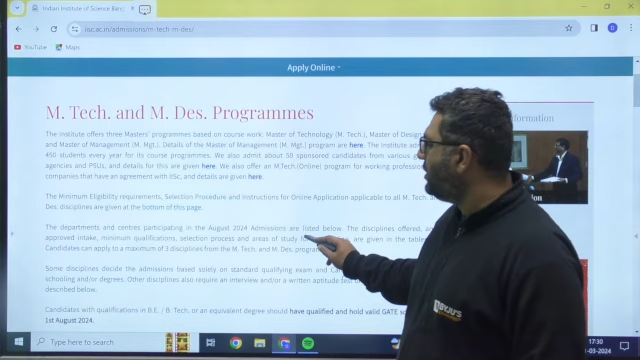 Indian Institute of Science Bang
iisc.ac.in/admissions/m-tech-m-des/
YouTube Maps
Apply Online
M. Tech. and M. Des. Programmes
The Institute offers three Masters' programmes based on course work: Master of Technology (M. Tech.), Master of Design
and Master of Management (M. Mgt.). Details of the Master of Management (M. Mgt.) program are here. The Institute
450 students every year for its course programmes. We also admit about 50 sponsored candidates from various
agencies and PSUs, and details for this are given here. We also offer an M.Tech(Online) program for working
companies that have an agreement with IISc, and details are given here.
The Minimum Eligibility requirements, Selection Procedure and Instructions for Online Application applicable to all M. Tech.
Des. disciplines are given at the bottom of this page.
The departments and centres participating in the August 2024 Admissions are listed below. The disciplines offered,
approved intake, minimum qualifications, selection process and areas of study are given in the
Candidates can apply to a maximum of 3 disciplines from the M. Tech. and M. Des.
Some disciplines decide the admissions based solely on standard qualifying exam and
schooling and/or degrees. Other disciplines also require an interview and/or a written aptitude
described below.
Candidates with qualifications in B.E. / B. Tech. or an equivalent degree should have qualified and hold valid GATE
1st August 2024.
BYJU'S
Type here to search
17:30